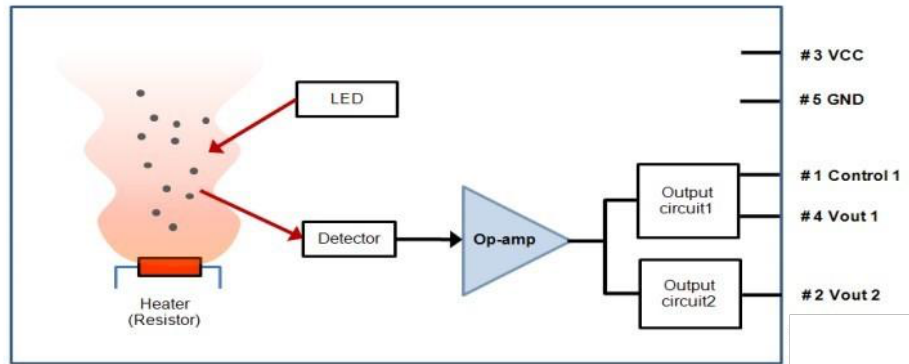 #3 VCC
LED
#5 GND
#1 Control 1
Output
circuit1
#4 Vout 1
Detector
Op-amp
Output
circuit2
#2 Vout 2
Heater
(Resistor)